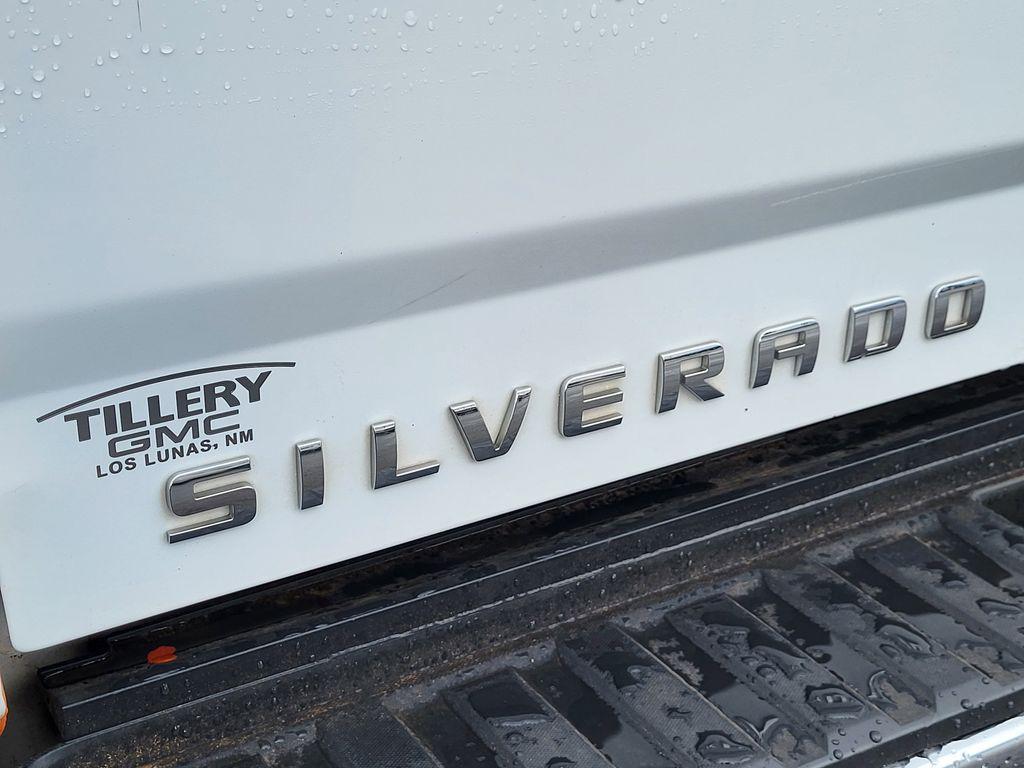 TILLERY
GMC
LOS LUNAS, NM
SILVERADO